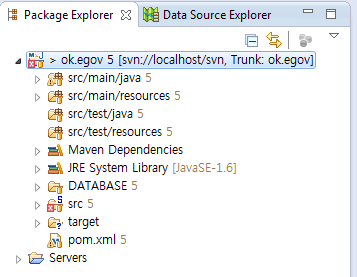 Package Explorer Data Source Explorer
> ok.egov 5 [svn://localhost/svn, Trunk: ok.egov]
src/main/java 5
src/main/resources 5
src/test/java 5
src/test/resources 5
Maven Dependencies
JRE System Library [JavaSE-1.6]
DATABASE 5
src 5
target
pom.xml 5
Servers